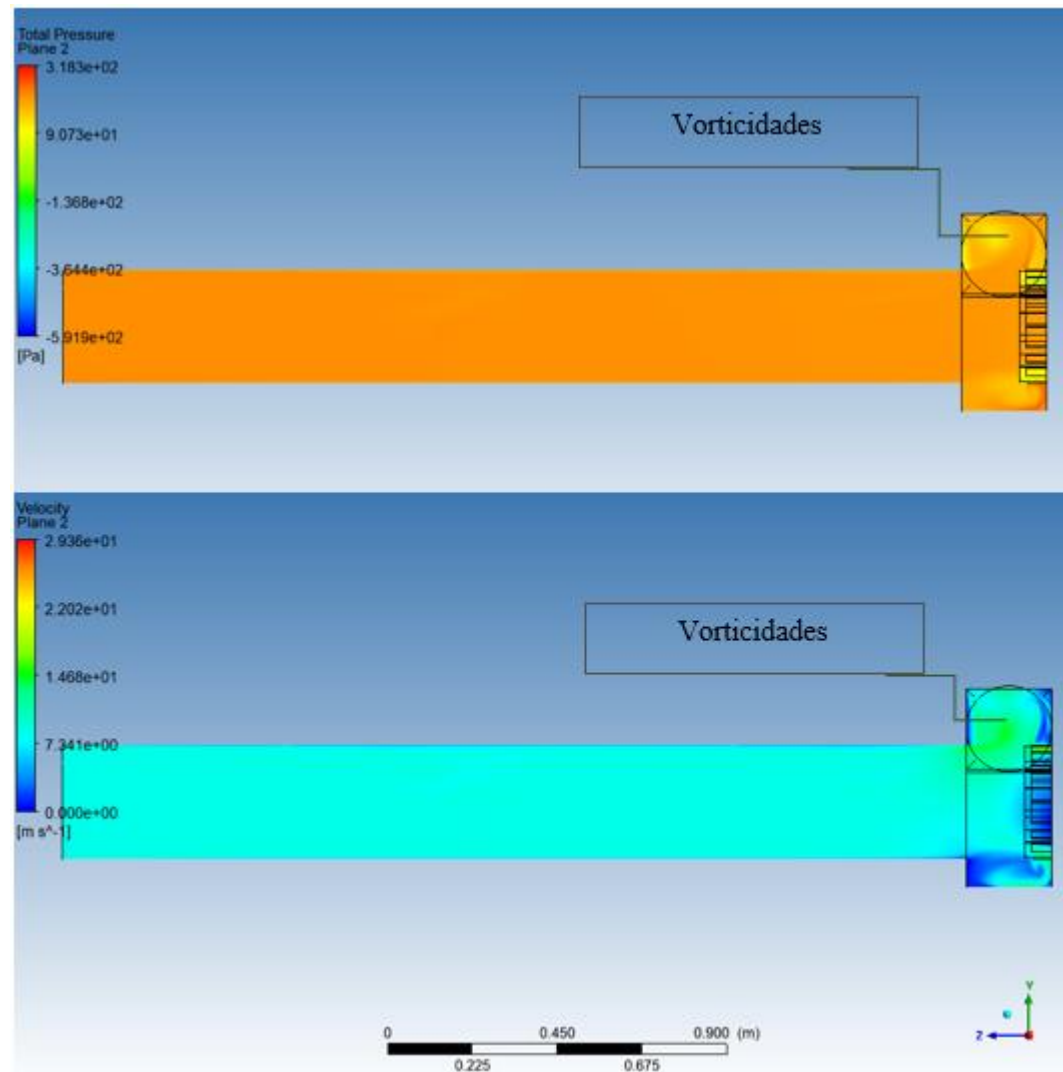 Total Pressure
Plane 2
3.183e+02
9.073e+01
-1.368e+02
-3.644e+02
-5.919e+02
[Pa]
Vorticidades
Velocity
Plane 2
2.936e+01
2.202e+01
1.468e+01
7.341e+00
0.000e+00
[m s^-1]
Vorticidades
0 0.450 0.900 (m)
0.225 0.675
Y
Z